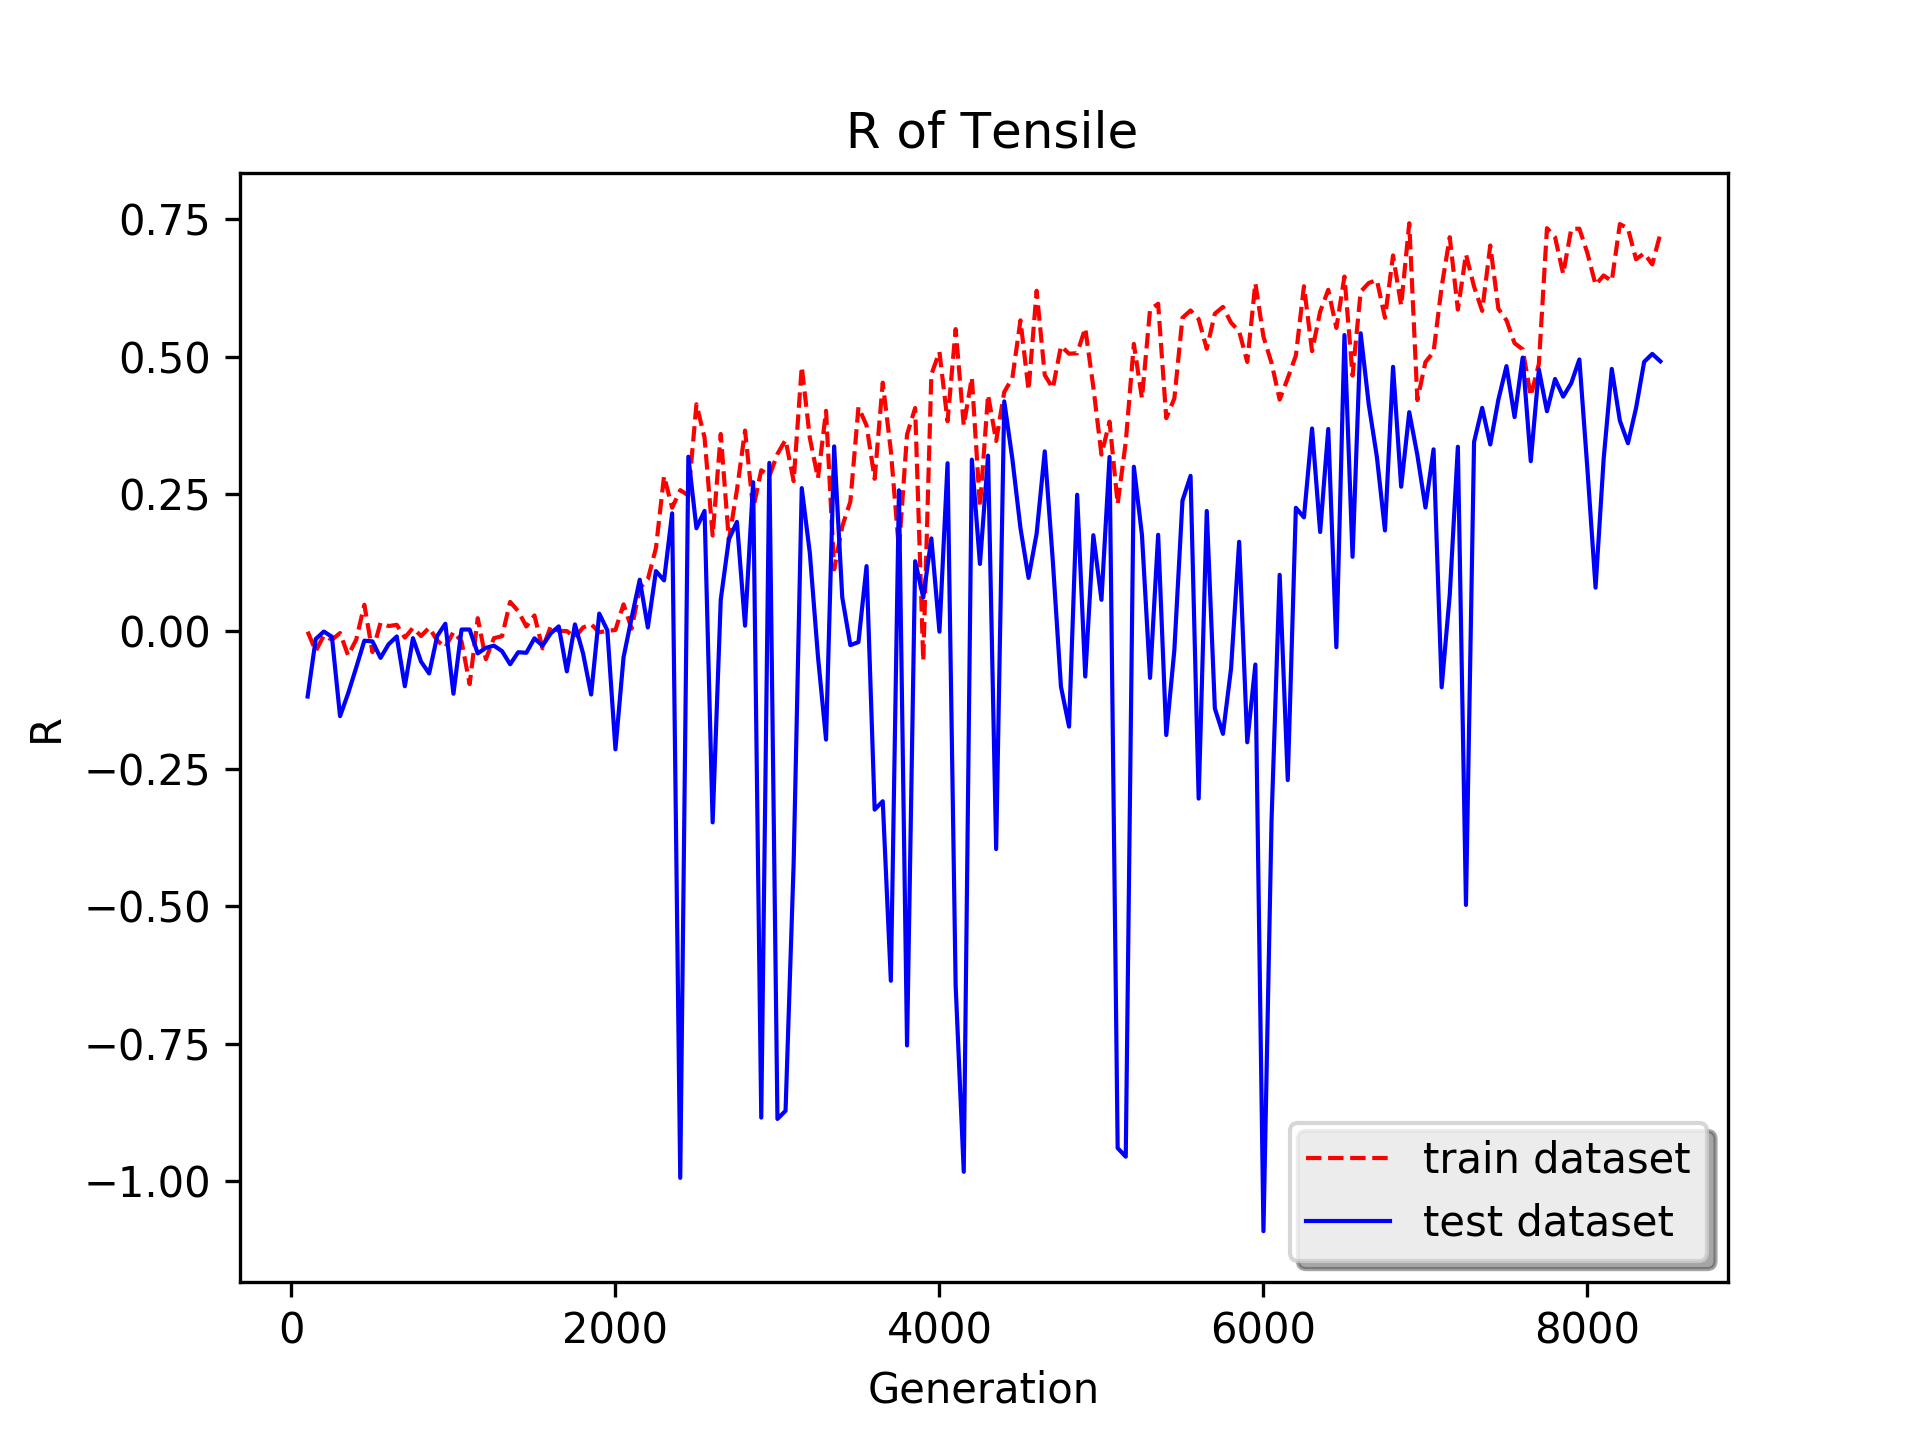 R of Tensile
0.75
0.50
0.25
0.00
−0.25
−0.50
−0.75
−1.00
R
0 2000 4000 6000 8000
Generation
train dataset
test dataset